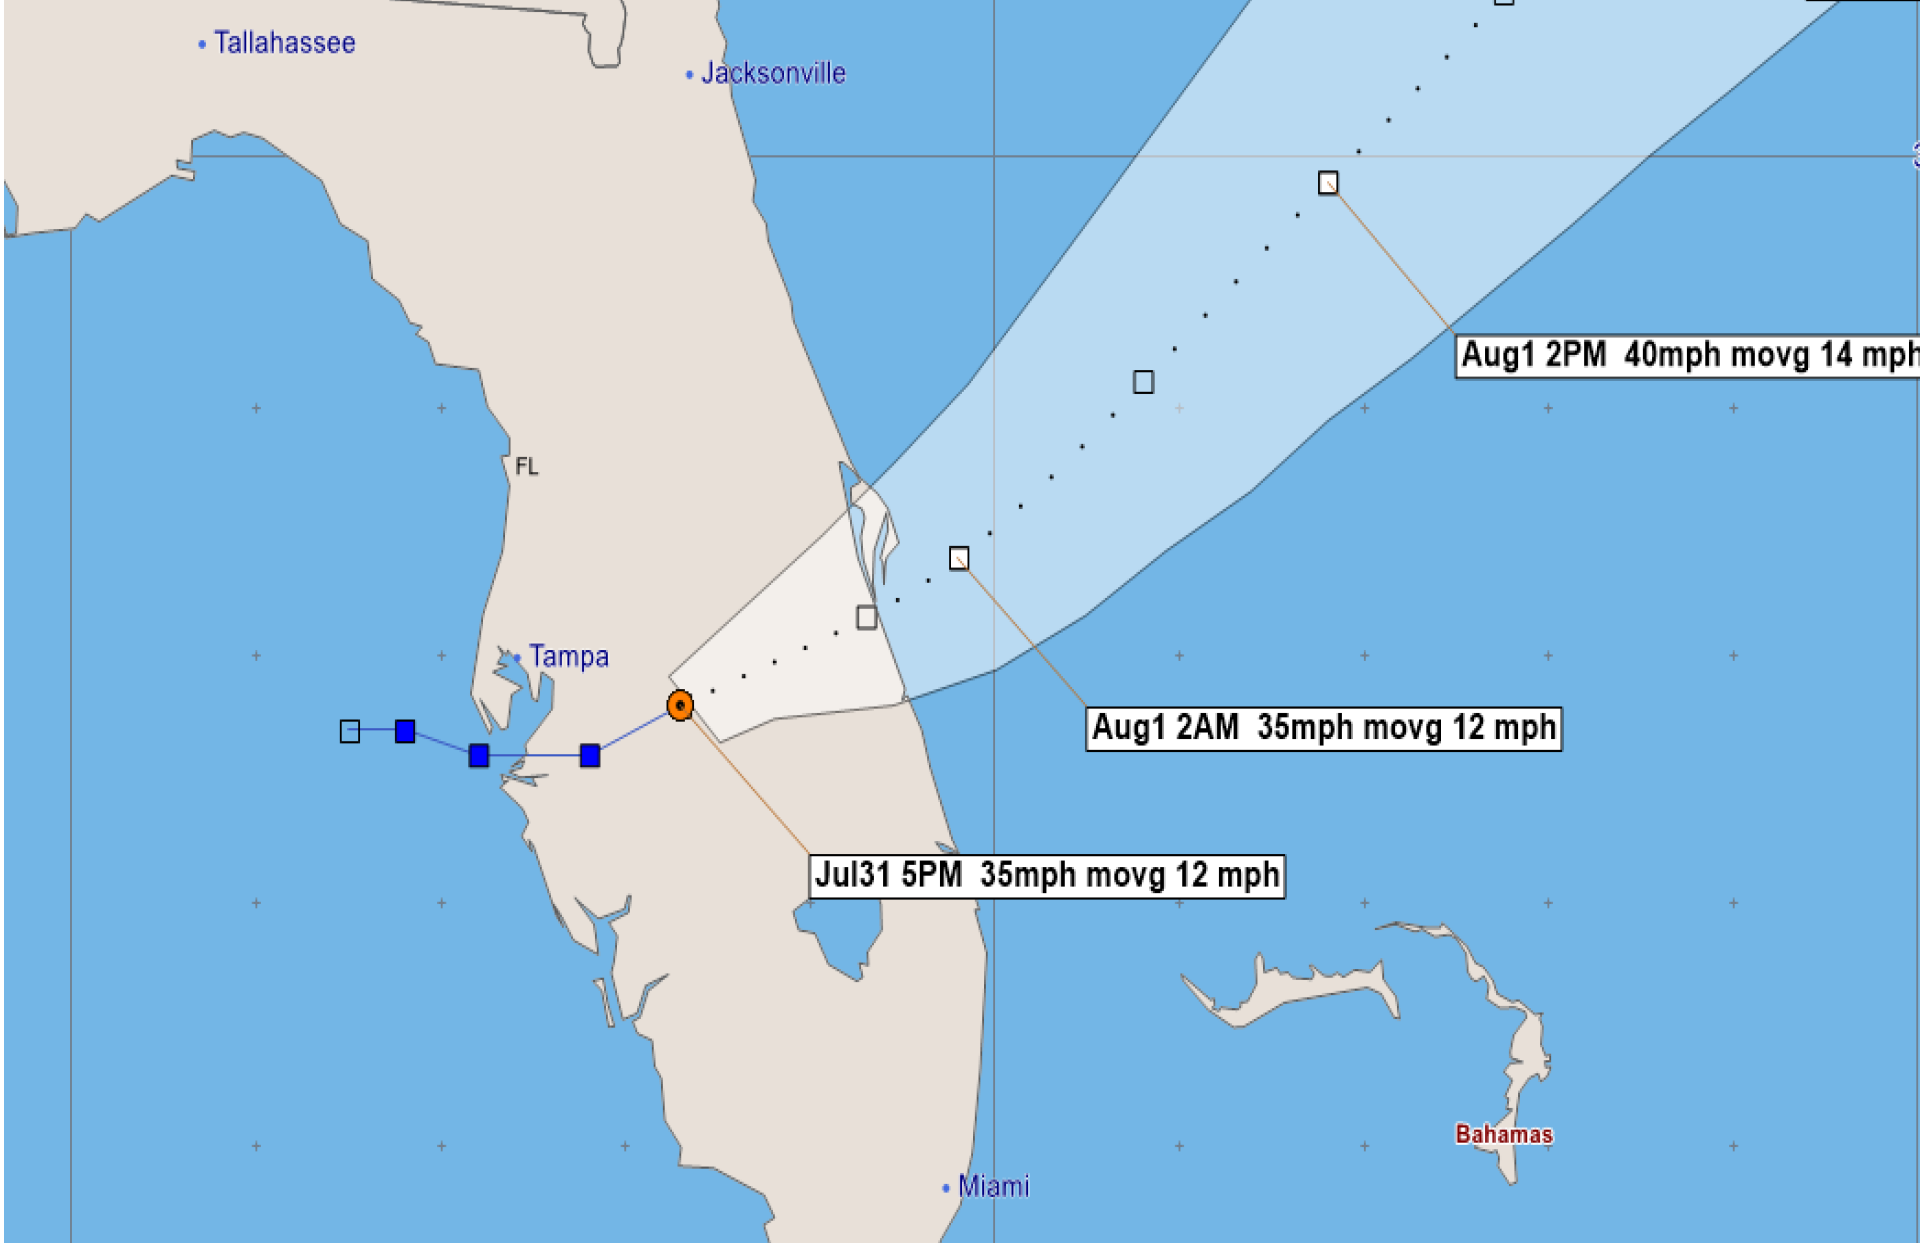 Tallahassee
Jacksonville
Aug1 2PM 40mph movg 14 mph
FL
Tampa
Aug1 2AM 35mph movg 12 mph
Jul31 5PM 35mph movg 12 mph
Bahamas
Miami